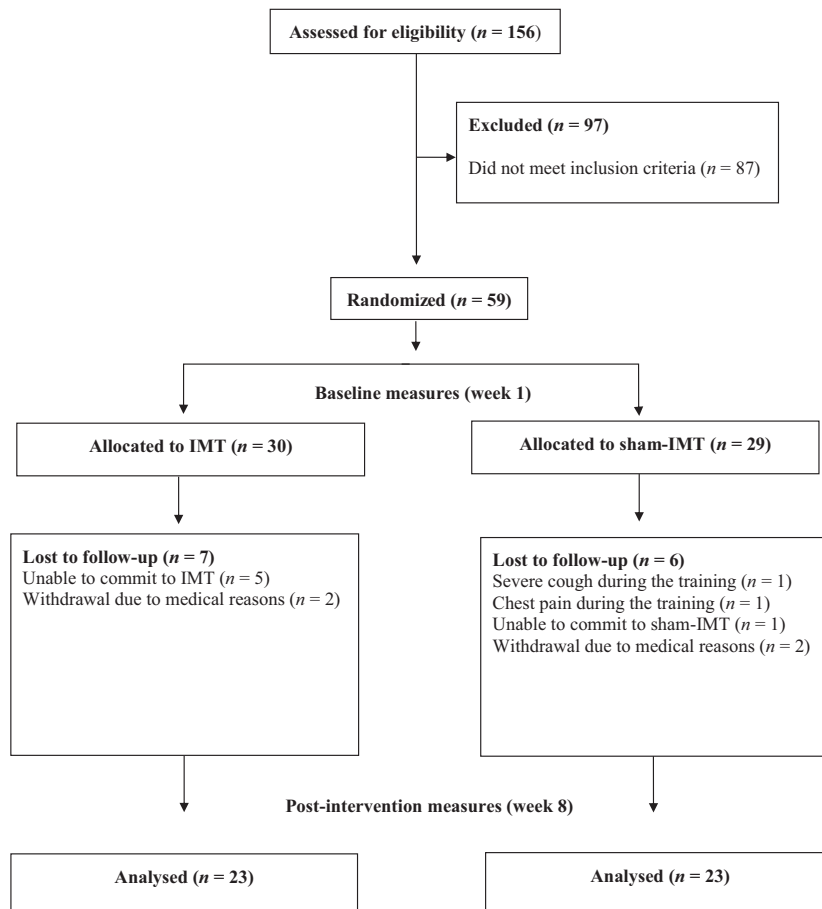 Assessed for eligibility (n = 156)
Excluded (n = 97)
Did not meet inclusion criteria (n = 87)
Randomized (n = 59)
Baseline measures (week 1)
Allocated to IMT (n = 30)
Allocated to sham-IMT (n = 29)
Lost to follow-up (n = 7)
Unable to commit to IMT (n = 5)
Withdrawal due to medical reasons (n = 2)
Lost to follow-up (n = 6)
Severe cough during the training (n = 1)
Chest pain during the training (n = 1)
Unable to commit to sham-IMT (n = 1)
Withdrawal due to medical reasons (n = 2)
Post-intervention measures (week 8)
Analysed (n = 23)
Analysed (n = 23)